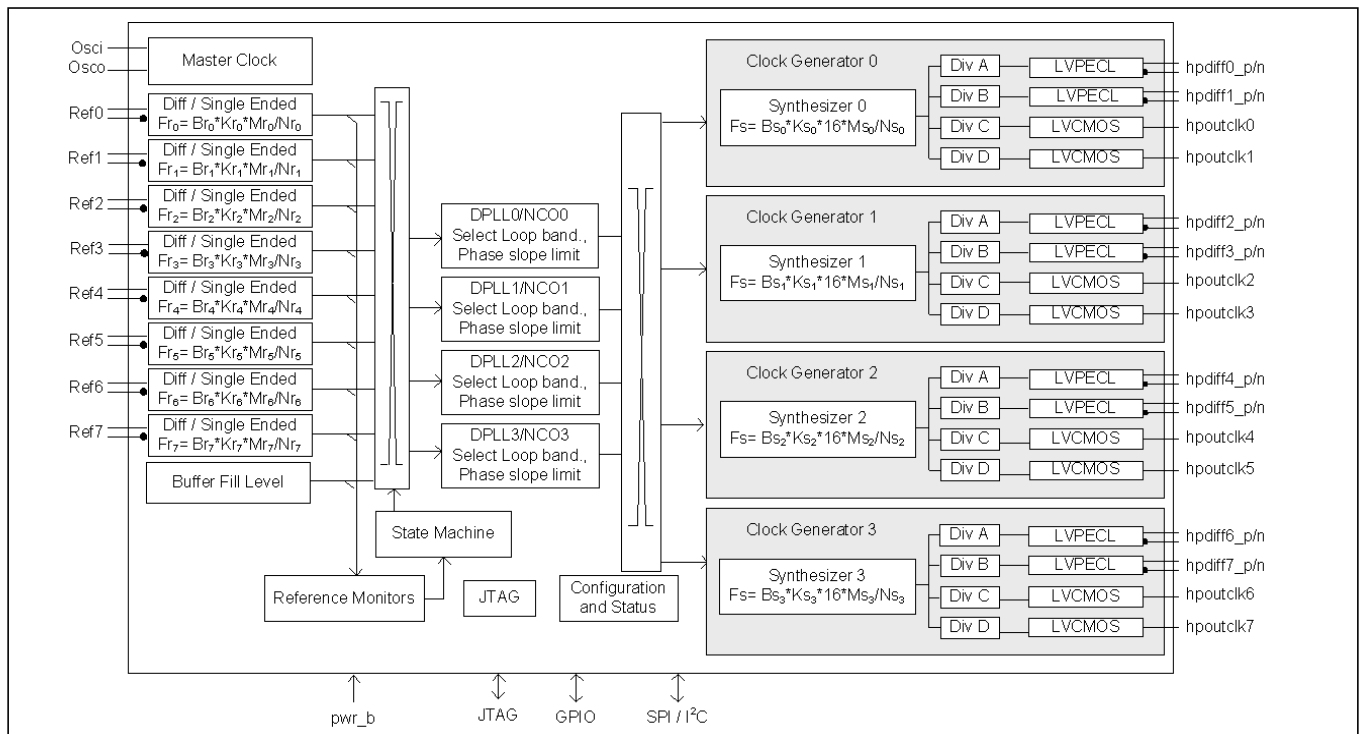 Osci
Osco
Master Clock
Ref0
Diff / Single Ended
Fr₀= Br₀*Kr₀*Mr₀/Nr₀
Ref1
Diff / Single Ended
Fr₁= Br₁*Kr₁*Mr₁/Nr₁
Ref2
Diff / Single Ended
Fr₂= Br₂*Kr₂*Mr₂/Nr₂
Ref3
Diff / Single Ended
Fr₃= Br₃*Kr₃*Mr₃/Nr₃
Ref4
Diff / Single Ended
Fr₄= Br₄*Kr₄*Mr₄/Nr₄
Ref5
Diff / Single Ended
Fr₅= Br₅*Kr₅*Mr₅/Nr₅
Ref6
Diff / Single Ended
Fr₆= Br₆*Kr₆*Mr₆/Nr₆
Ref7
Diff / Single Ended
Fr₇= Br₇*Kr₇*Mr₇/Nr₇
Buffer Fill Level
State Machine
Reference Monitors
JTAG
Configuration
and Status
DPLL0/NCO0
Select Loop band.,
Phase slope limit
DPLL1/NCO1
Select Loop band.,
Phase slope limit
DPLL2/NCO2
Select Loop band.,
Phase slope limit
DPLL3/NCO3
Select Loop band.,
Phase slope limit
Clock Generator 0
Synthesizer 0
Fs= Bs₀*Ks₀*16*Ms₀/Ns₀
Div A
LVPECL
hpdiff0_p/n
Div B
LVPECL
hpdiff1_p/n
Div C
LVCMOS
hpoutclk0
Div D
LVCMOS
hpoutclk1
Clock Generator 1
Synthesizer 1
Fs= Bs₁*Ks₁*16*Ms₁/Ns₁
Div A
LVPECL
hpdiff2_p/n
Div B
LVPECL
hpdiff3_p/n
Div C
LVCMOS
hpoutclk2
Div D
LVCMOS
hpoutclk3
Clock Generator 2
Synthesizer 2
Fs= Bs₂*Ks₂*16*Ms₂/Ns₂
Div A
LVPECL
hpdiff4_p/n
Div B
LVPECL
hpdiff5_p/n
Div C
LVCMOS
hpoutclk4
Div D
LVCMOS
hpoutclk5
Clock Generator 3
Synthesizer 3
Fs= Bs₃*Ks₃*16*Ms₃/Ns₃
Div A
LVPECL
hpdiff6_p/n
Div B
LVPECL
hpdiff7_p/n
Div C
LVCMOS
hpoutclk6
Div D
LVCMOS
hpoutclk7
pwr_b
JTAG
GPIO
SPI / I²C